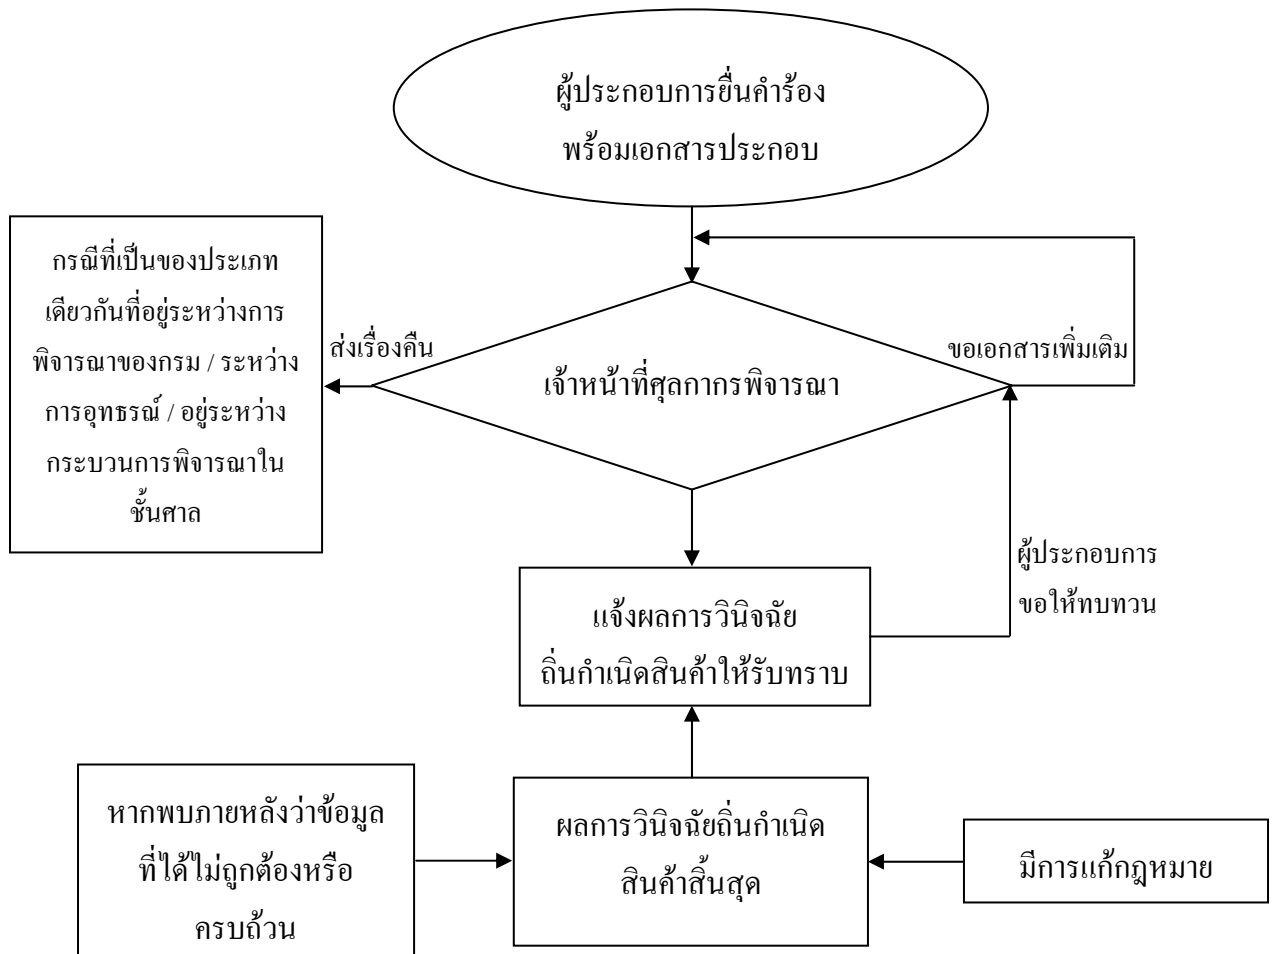 ผู้ประกอบการยื่นคำร้อง
พร้อมเอกสารประกอบ
กรณีที่เป็นของประเภท
เดียวกันที่อยู่ระหว่างการ
พิจารณาของกรม / ระหว่าง
การอุทธรณ์ / อยู่ระหว่าง
กระบวนการพิจารณาใน
ชั้นศาล
ส่งเรื่องคืน
เจ้าหน้าที่ศุลกากรพิจารณา
ขอเอกสารเพิ่มเติม
ผู้ประกอบการ
ขอให้ทบทวน
แจ้งผลการวินิจฉัย
ถิ่นกำเนิดสินค้าให้รับทราบ
หากพบภายหลังว่าข้อมูล
ที่ได้ไม่ถูกต้องหรือ
ครบถ้วน
ผลการวินิจฉัยถิ่นกำเนิด
สินค้าสิ้นสุด
มีการแก้กฎหมาย